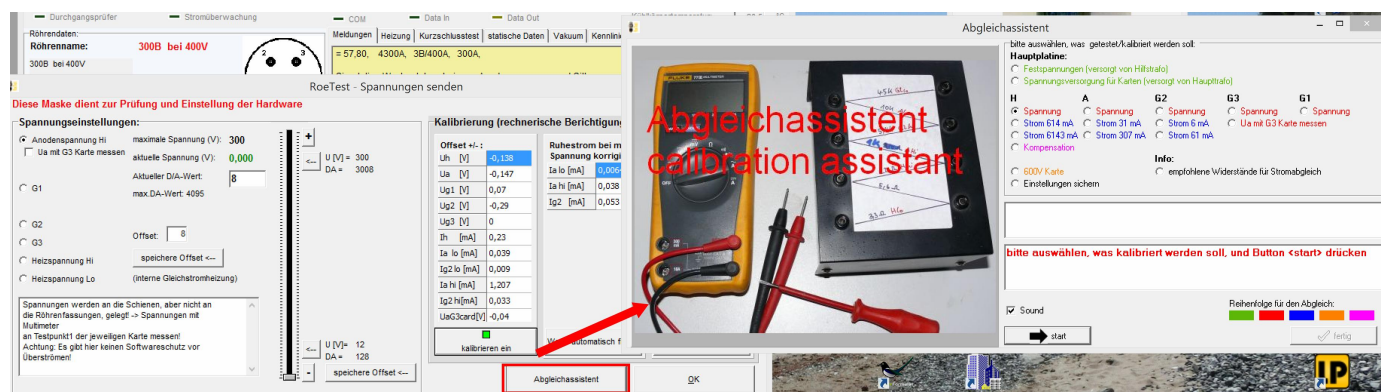 Durchgangsprüfer
Stromüberwachung
COM
Data In
Data Out
Röhrendaten:
Röhrenname:
300B bei 400V
300B bei 400V
2 3
Meldungen Heizung Kurzschlusstest statische Daten Vakuum
= 57,80, 4300A, 3B/400A, 300A,
RoeTest - Spannungen senden
Diese Maske dient zur Prüfung und Einstellung der Hardware
Spannungseinstellungen:
Anodenspannung Hi
Ua mit G3 Karte messen
G1
G2
G3
Heizspannung Hi
Heizspannung Lo
maximale Spannung (V): 300
aktuelle Spannung (V): 0,000
Aktueller D/A-Wert: 8
max.DA-Wert: 4095
Offset: 8
speichere Offset <--
(interne Gleichstromheizung)
Spannungen werden an die Schienen, aber nicht an
die Röhrenfassungen, gelegt! -> Spannungen mit
Multimeter
an Testpunkt1 der jeweiligen Karte messen!
Achtung: Es gibt hier keinen Softwareschutz vor
Überströmen!
+
<-- U [V]= 300
DA = 3008
<-- U [V]= 12
DA = 128
-
speichere Offset <--
Kalibrierung (rechnerische Berichtigung
Offset +/- :
Uh [V] -0,138
Ua [V] -0,147
Ug1 [V] 0,07
Ug2 [V] -0,29
Ug3 [V] 0
Ih [mA] 0,23
Ia lo [mA] 0,039
Ig2 lo [mA] 0,009
Ia hi [mA] 1,207
Ig2 hi[mA] 0,033
UaG3card[V] -0,04
kalibrieren ein
Ruhestrom bei m
Spannung korrigi
Ia lo [mA] 0,006
Ia hi [mA] 0,038
Ig2 [mA] 0,053
Abgleichassistent
OK
Abgleichassistent
FLUKE
OFF
Abgleichassistent
calibration assistant
bitte auswählen, was getestet/kalibriert werden soll:
Hauptplatine:
Festspannungen (versorgt von Hilfstrafo)
Spannungsversorgung für Karten (versorgt von Haupttrafo)
H A G2 G3 G1
Spannung Spannung Spannung Spannung Spannung
Strom 614 mA Strom 31 mA Strom 6 mA Ua mit G3 Karte messen
Strom 6143 mA Strom 307 mA Strom 61 mA
Kompensation
Info:
600V Karte empfohlene Widerstände für Stromabgleich
Einstellungen sichern
bitte auswählen, was kalibriert werden soll, und Button <start> drücken
Sound
Reihenfolge für den Abgleich:
start
fertig
IP